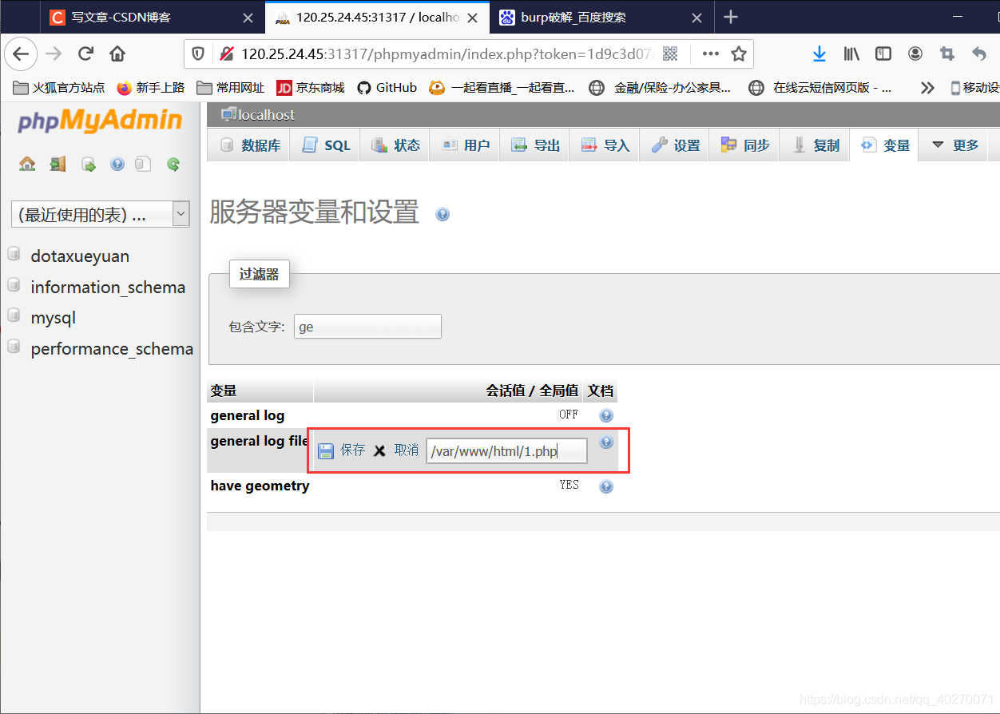 写文章-CSDN博客
120.25.24.45:31317 / localho
burp破解_百度搜索
120.25.24.45:31317/phpmyadmin/index.php?token=1d9c3d07
火狐官方站点 新手上路 常用网址 JD 京东商城 GitHub 一起看直播_一起看直... 金融/保险-办公家具... 在线云短信网页版 - ... 移动设
phpMyAdmin
localhost
数据库 SQL 状态 用户 导出 导入 设置 同步 复制 变量 更多
(最近使用的表) ...
dotaxueyuan
information_schema
mysql
performance_schema
服务器变量和设置
过滤器
包含文字: ge
变量 会话值 / 全局值 文档
general log OFF
general log file 保存 取消 /var/www/html/1.php
have geometry YES
https://blog.csdn.net/qq_40270071